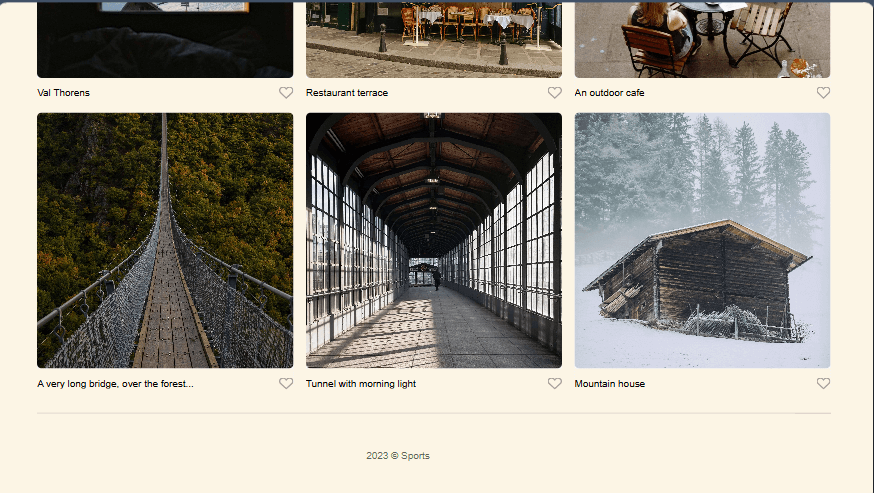 Val Thorens
Restaurant terrace
An outdoor cafe
A very long bridge, over the forest...
Tunnel with morning light
Mountain house
2023 © Sports